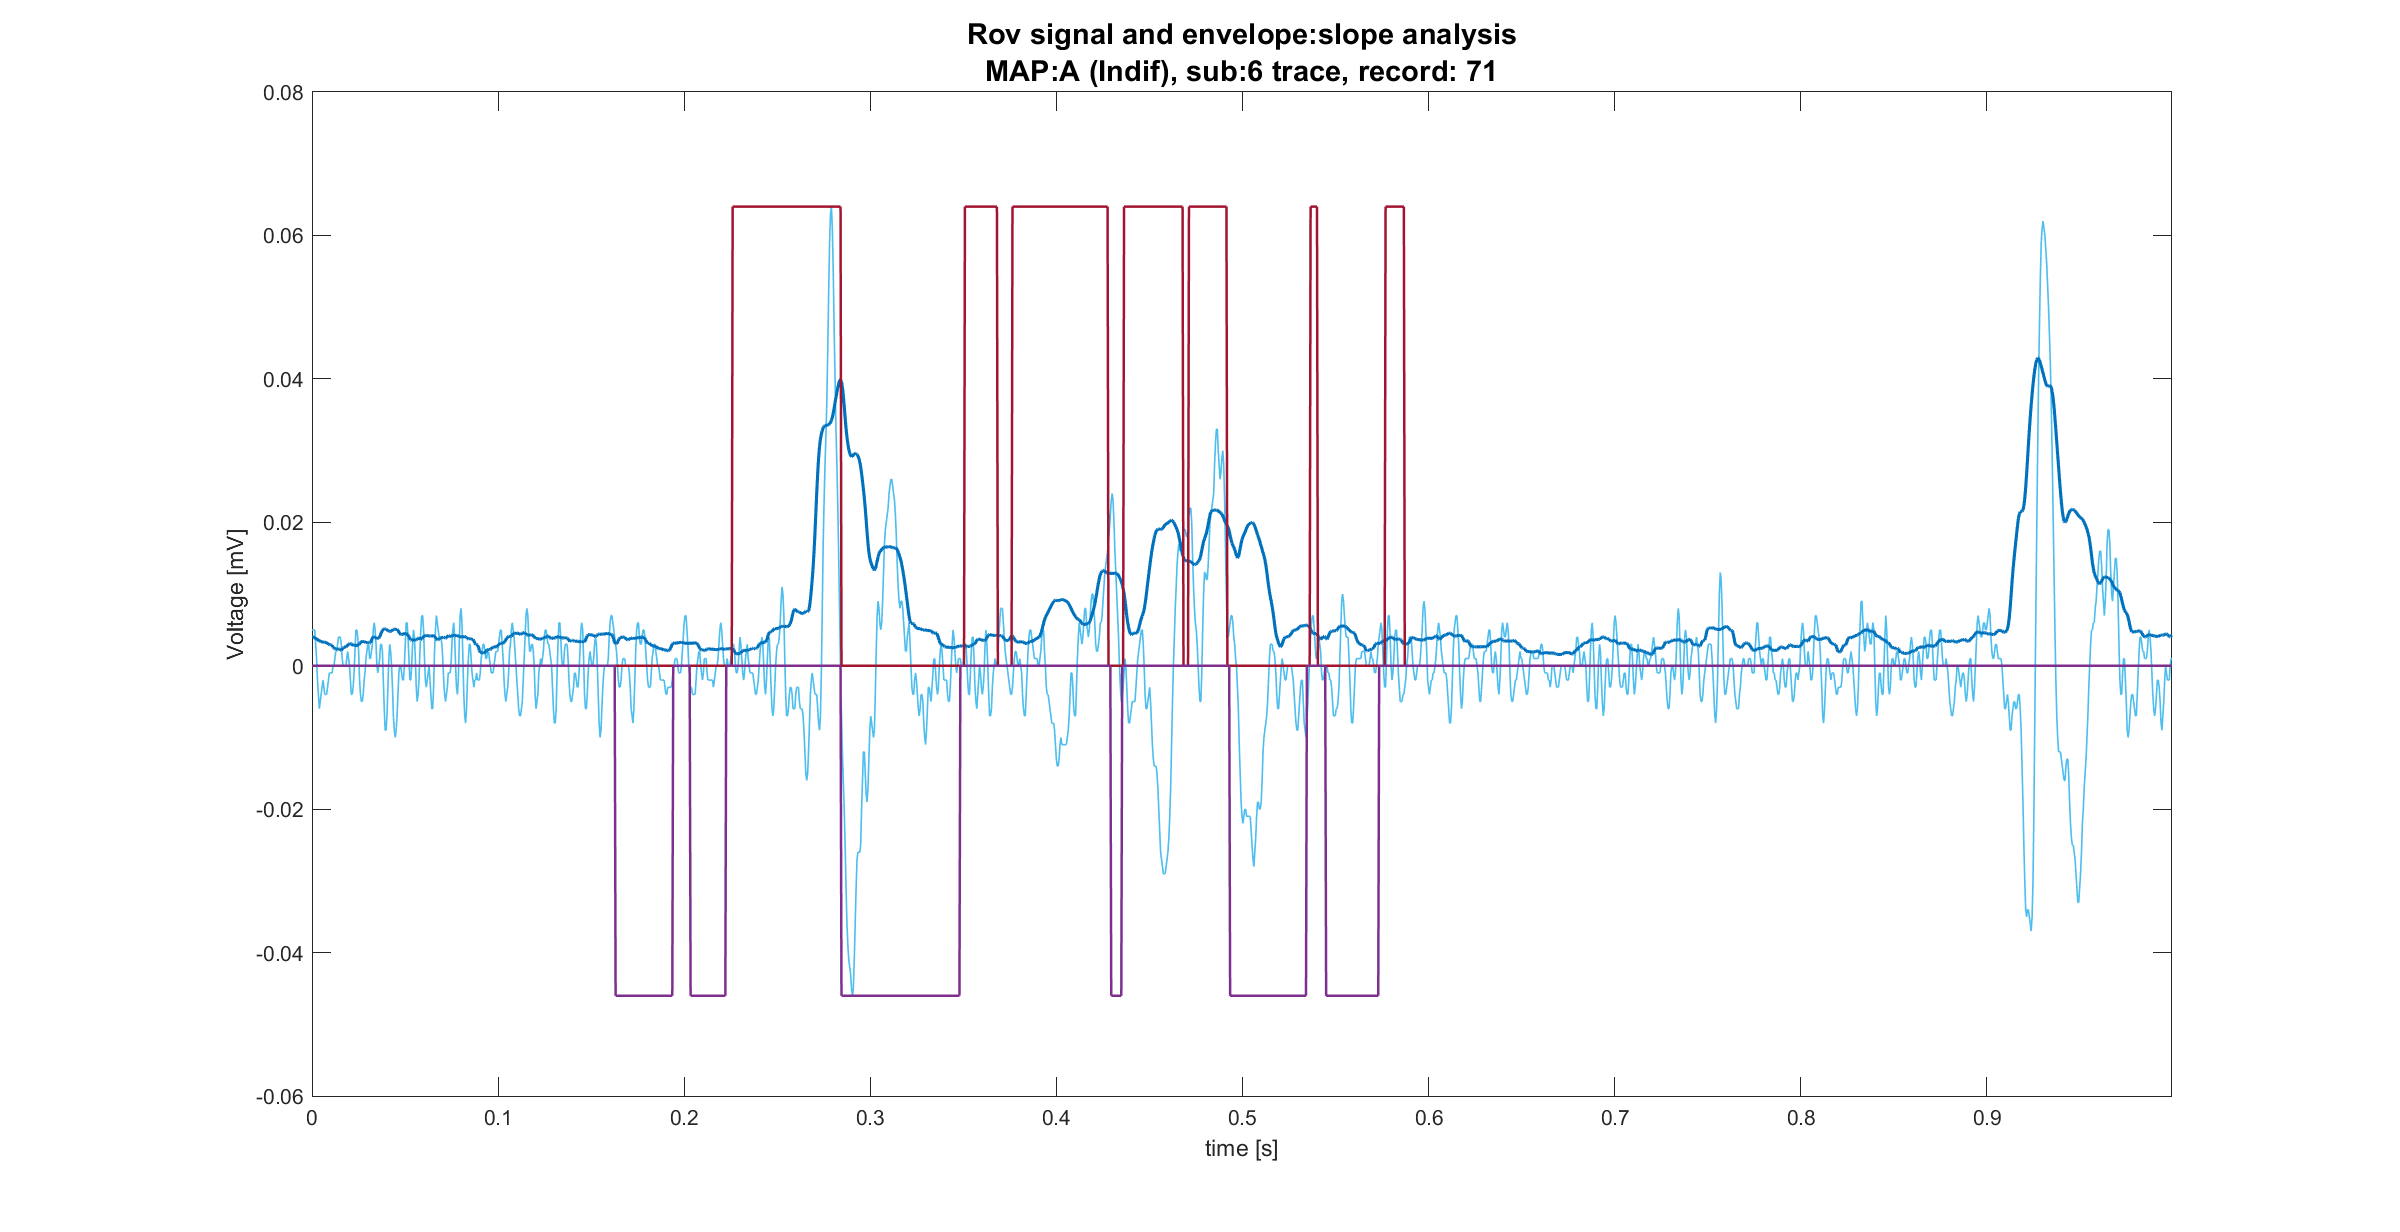 Rov signal and envelope:slope analysis
MAP:A (Indif), sub:6 trace, record: 71
0.08
0.06
0.04
0.02
0
-0.02
-0.04
-0.06
Voltage [mV]
0 0.1 0.2 0.3 0.4 0.5 0.6 0.7 0.8 0.9
time [s]